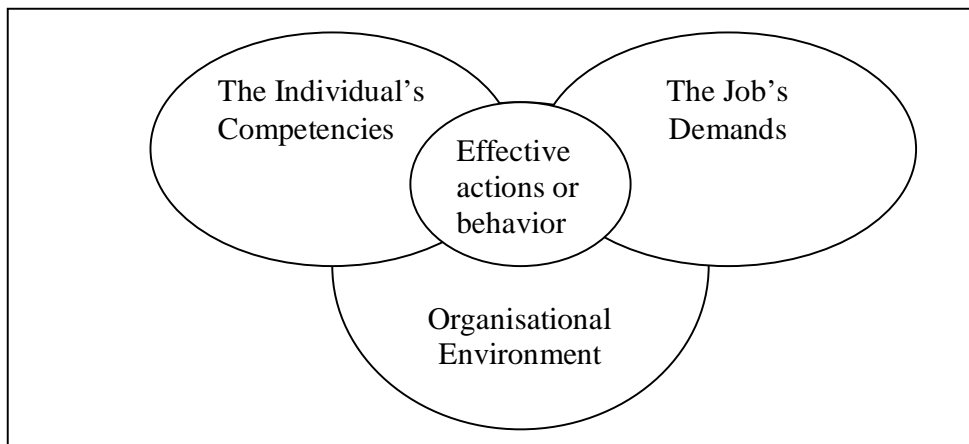 The Individual's
Competencies
The Job's
Demands
Effective
actions or
behavior
Organisational
Environment